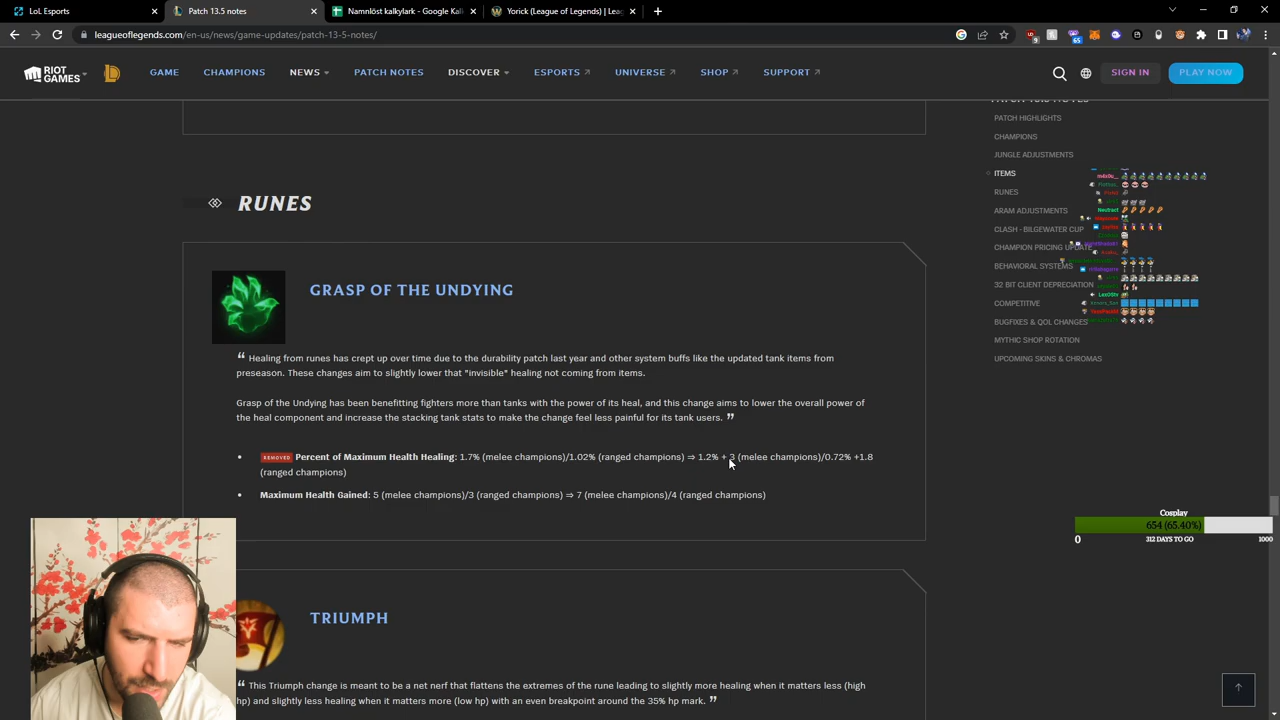 LoL Esports
Patch 13.5 notes
Namnlöst kalkylark - Google Kal
Yorick (League of Legends) | Leag
leagueoflegends.com/en-us/news/game-updates/patch-13-5-notes/
RIOT GAMES
GAME
CHAMPIONS
NEWS
PATCH NOTES
DISCOVER
ESPORTS
UNIVERSE
SHOP
SUPPORT
SIGN IN
PLAY NOW
RUNES
GRASP OF THE UNDYING
“ Healing from runes has crept up over time due to the durability patch last year and other system buffs like the updated tank items from
preseason. These changes aim to slightly lower that "invisible" healing not coming from items.
Grasp of the Undying has been benefitting fighters more than tanks with the power of its heal, and this change aims to lower the overall power of
the heal component and increase the stacking tank stats to make the change feel less painful for its tank users. ”
• REMOVED Percent of Maximum Health Healing: 1.7% (melee champions)/1.02% (ranged champions) ⇒ 1.2% + 3 (melee champions)/0.72% +1.8
(ranged champions)
• Maximum Health Gained: 5 (melee champions)/3 (ranged champions) ⇒ 7 (melee champions)/4 (ranged champions)
TRIUMPH
“ This Triumph change is meant to be a net nerf that flattens the extremes of the rune leading to slightly more healing when it matters less (high
hp) and slightly less healing when it matters more (low hp) with an even breakpoint around the 35% hp mark. ”
PATCH HIGHLIGHTS
CHAMPIONS
JUNGLE ADJUSTMENTS
ITEMS
RUNES
ARAM ADJUSTMENTS
CLASH - BILGEWATER CUP
CHAMPION PRICING UPDATE
BEHAVIORAL SYSTEMS
32 BIT CLIENT DEPRECIATION
COMPETITIVE
BUGFIXES & QOL CHANGES
MYTHIC SHOP ROTATION
UPCOMING SKINS & CHROMAS
Cosplay
654 (65.40%)
0
312 DAYS TO GO
1000